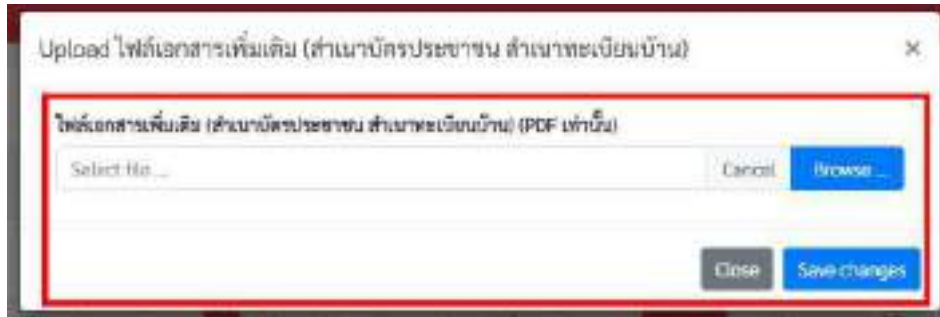 Upload ไฟล์เอกสารเพิ่มเติม (สำเนาบัตรประชาชน สำเนาทะเบียนบ้าน) ×
ไฟล์เอกสารเพิ่มเติม (สำเนาบัตรประชาชน สำเนาทะเบียนบ้าน) (PDF เท่านั้น)
Select file ... Cancel Browse ...
Close Save changes